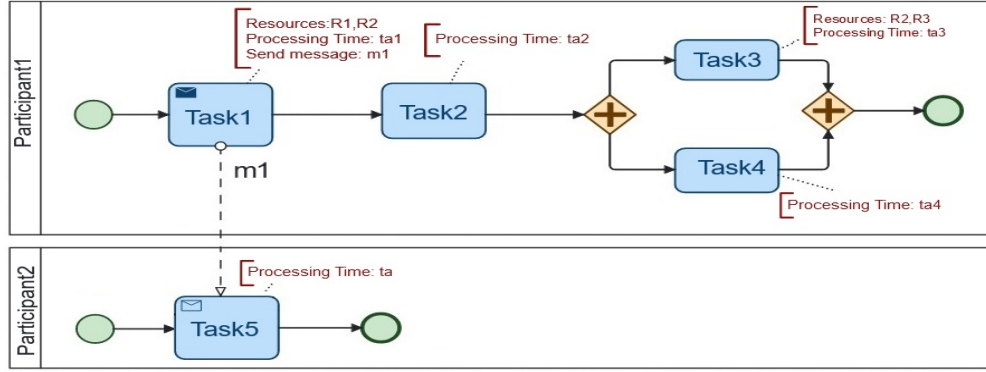 Participant1
Resources:R1,R2
Processing Time: ta1
Send message: m1
Task1
m1
Processing Time: ta2
Task2
Resources: R2,R3
Processing Time: ta3
Task3
Task4
Processing Time: ta4
Participant2
Processing Time: ta
Task5